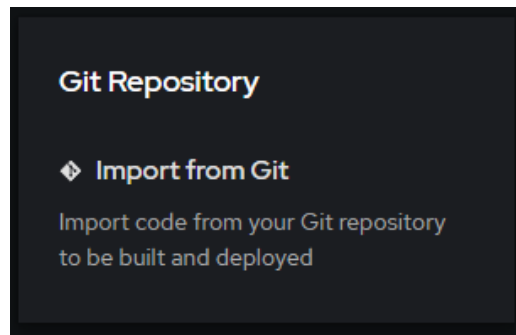 Git Repository
Import from Git
Import code from your Git repository
to be built and deployed